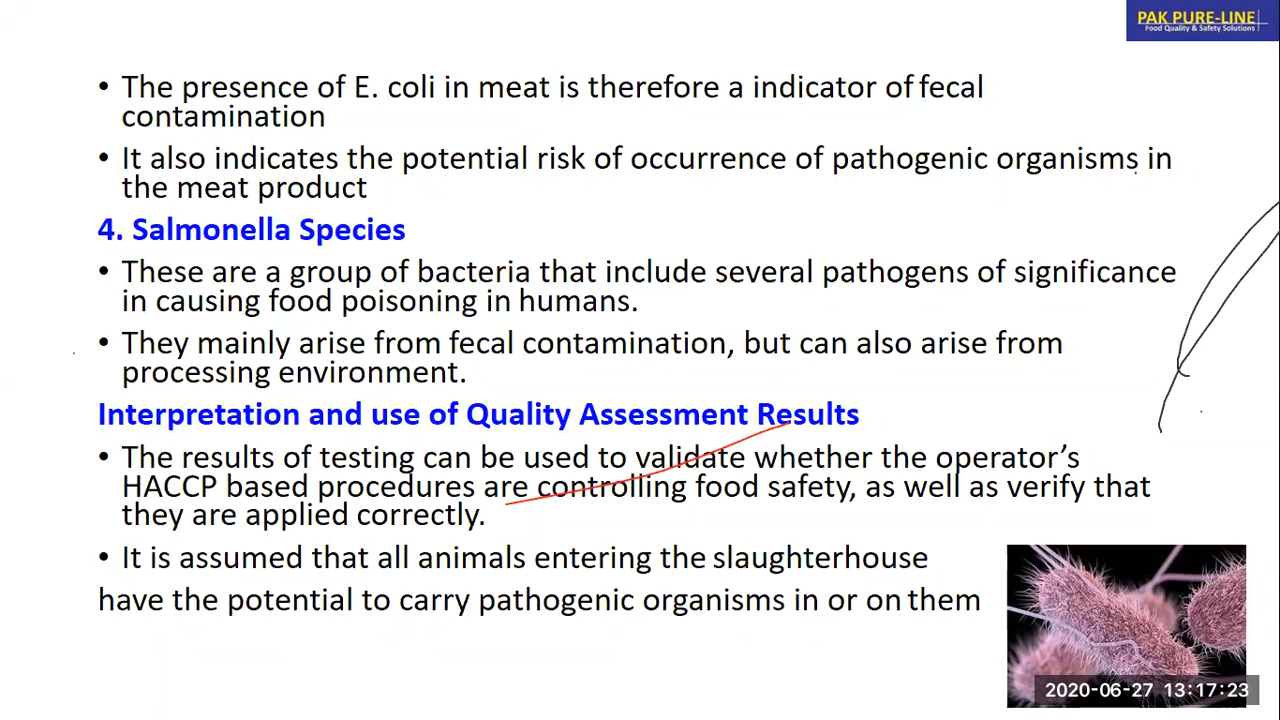 PAK PURE-LINE
Food Quality & Safety Solutions
• The presence of E. coli in meat is therefore a indicator of fecal
contamination
• It also indicates the potential risk of occurrence of pathogenic organisms in
the meat product
4. Salmonella Species
• These are a group of bacteria that include several pathogens of significance
in causing food poisoning in humans.
• They mainly arise from fecal contamination, but can also arise from
processing environment.
Interpretation and use of Quality Assessment Results
• The results of testing can be used to validate whether the operator’s
HACCP based procedures are controlling food safety, as well as verify that
they are applied correctly.
• It is assumed that all animals entering the slaughterhouse
have the potential to carry pathogenic organisms in or on them
2020-06-27 13:17:23